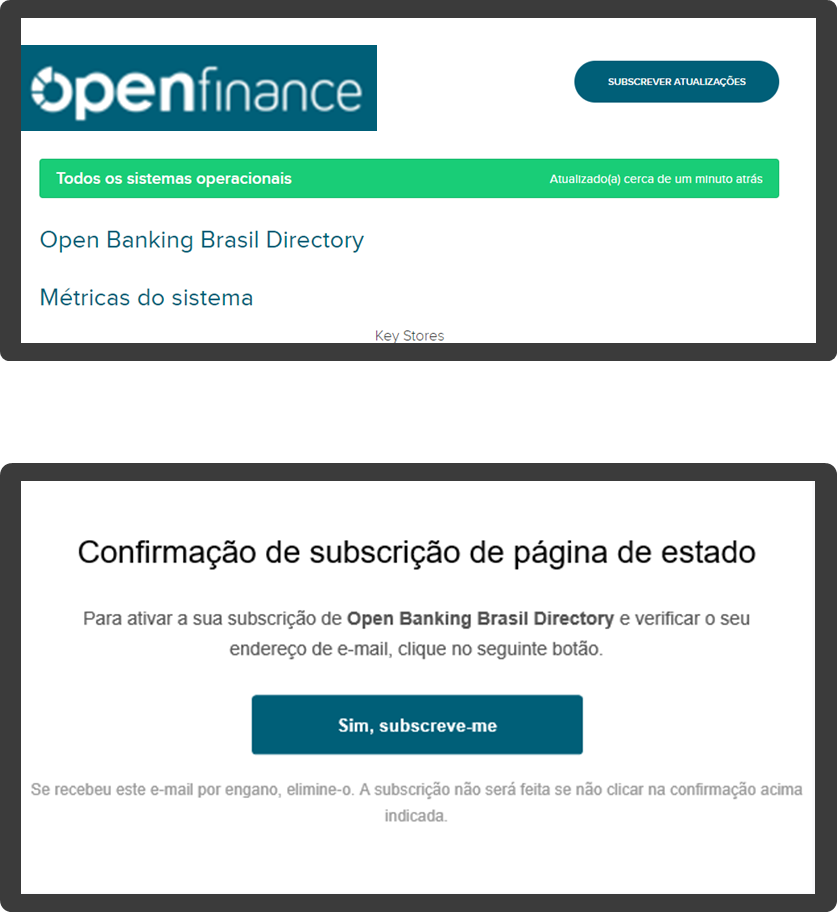 openfinance
SUBSCREVER ATUALIZAÇÕES
Todos os sistemas operacionais
Atualizado(a) cerca de um minuto atrás
Open Banking Brasil Directory
Métricas do sistema
Key Stores
Confirmação de subscrição de página de estado
Para ativar a sua subscrição de Open Banking Brasil Directory e verificar o seu
endereço de e-mail, clique no seguinte botão.
Sim, subscreve-me
Se recebeu este e-mail por engano, elimine-o. A subscrição não será feita se não clicar na confirmação acima
indicada.